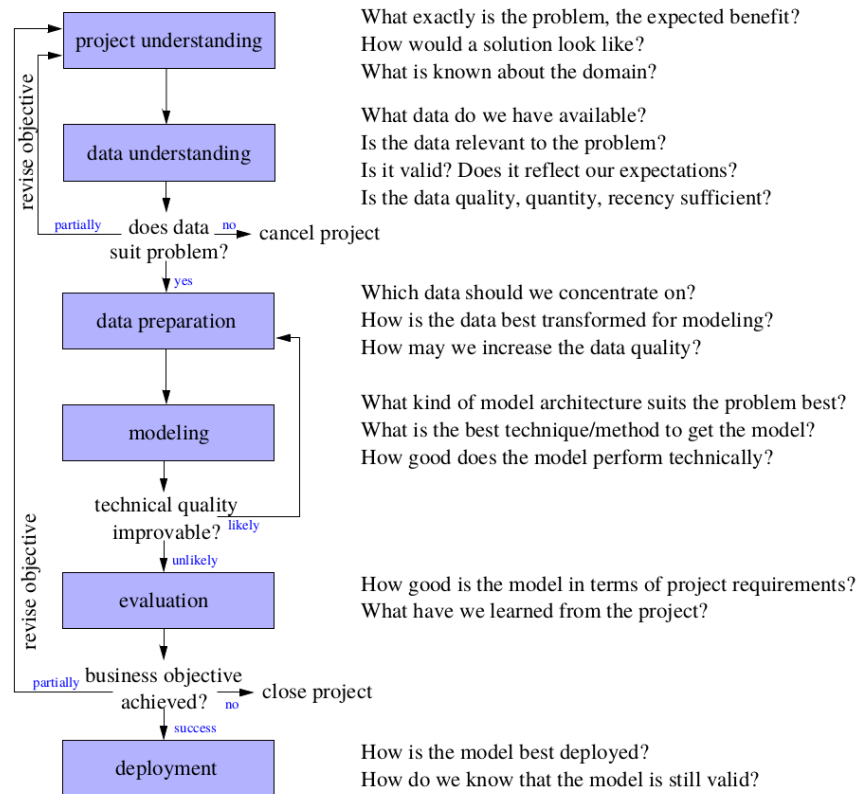 project understanding
What exactly is the problem, the expected benefit?
How would a solution look like?
What is known about the domain?
revise objective
data understanding
What data do we have available?
Is the data relevant to the problem?
Is it valid? Does it reflect our expectations?
Is the data quality, quantity, recency sufficient?
partially
does data
suit problem?
no
cancel project
yes
data preparation
Which data should we concentrate on?
How is the data best transformed for modeling?
How may we increase the data quality?
modeling
What kind of model architecture suits the problem best?
What is the best technique/method to get the model?
How good does the model perform technically?
technical quality
improvable?
likely
unlikely
revise objective
evaluation
How good is the model in terms of project requirements?
What have we learned from the project?
partially
business objective
achieved?
no
close project
success
deployment
How is the model best deployed?
How do we know that the model is still valid?